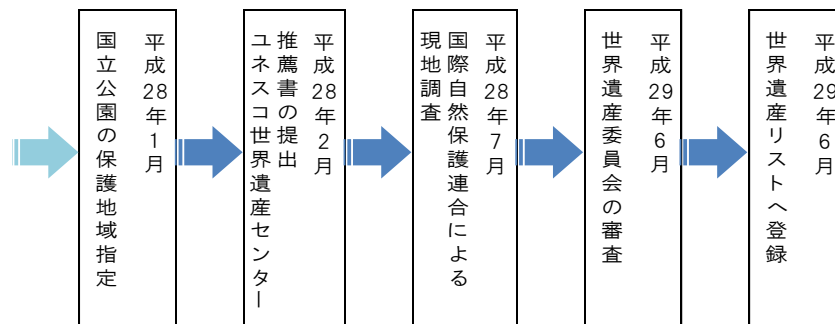 平成28年1月
国立公園の保護地域指定
平成28年2月
推薦書の提出
ユネスコ世界遺産センター
平成28年7月
国際自然保護連合による
現地調査
平成29年6月
世界遺産委員会の審査
平成29年6月
世界遺産リストへ登録